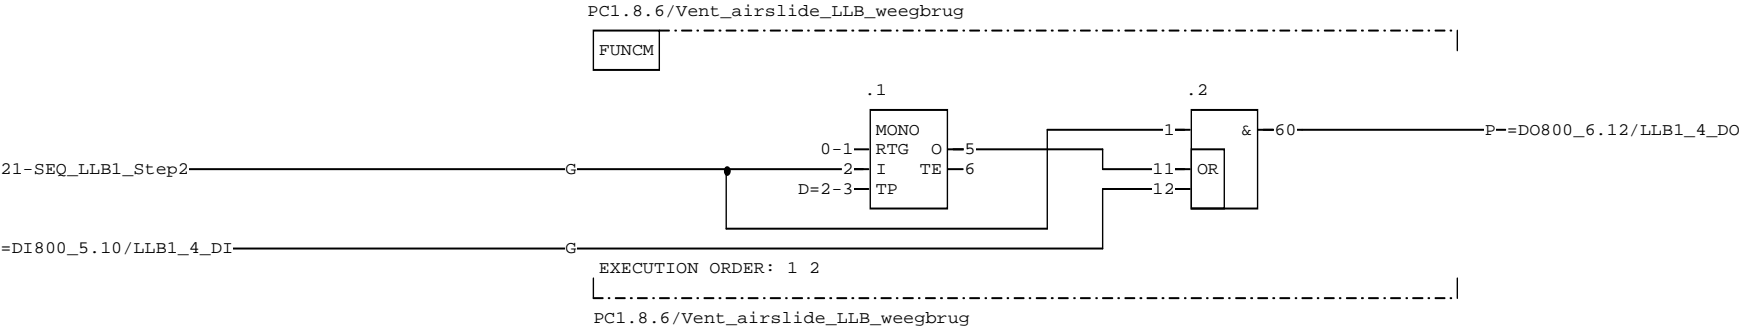 PC1.8.6/Vent_airslide_LLB_weegbrug
FUNCM
.1 .2
MONO 1 & 60 P-=DO800_6.12/LLB1_4_DO
0-1 RTG O 5
21-SEQ_LLB1_Step2 G 2 I TE 6 11 OR
D=2-3 TP 12
=DI800_5.10/LLB1_4_DI G
EXECUTION ORDER: 1 2
PC1.8.6/Vent_airslide_LLB_weegbrug